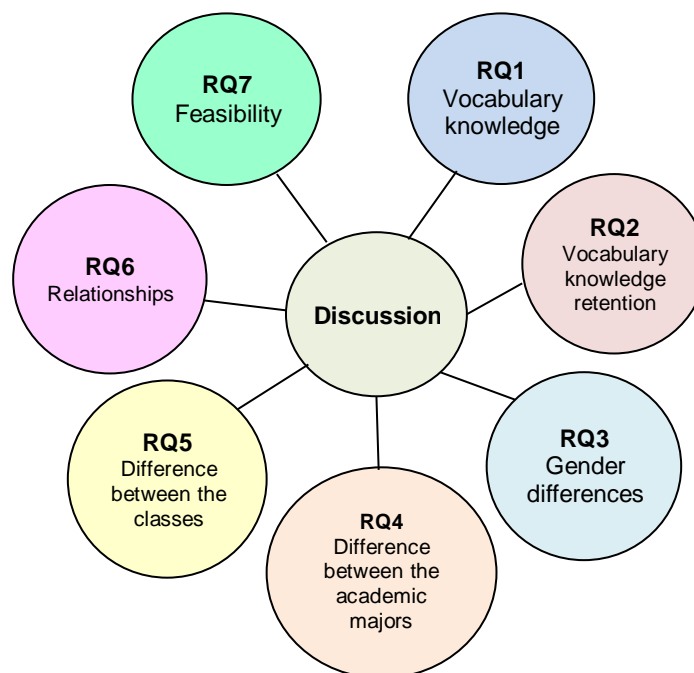 RQ7
Feasibility
RQ1
Vocabulary
knowledge
RQ2
Vocabulary
knowledge
retention
RQ6
Relationships
Discussion
RQ5
Difference
between the
classes
RQ3
Gender
differences
RQ4
Difference
between the
academic
majors